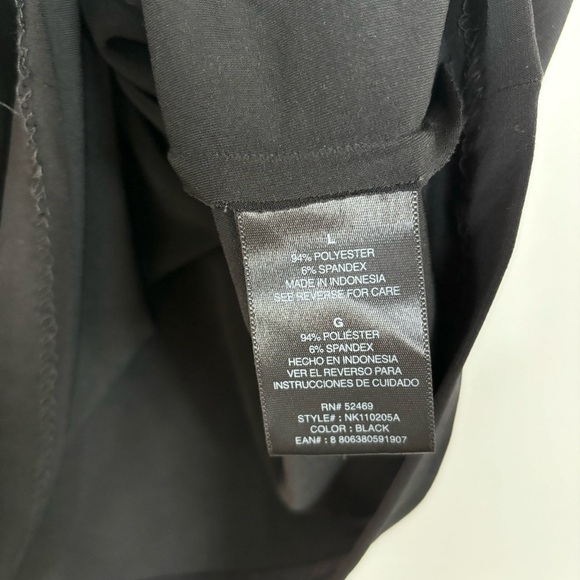 L
94% POLYESTER
6% SPANDEX
MADE IN INDONESIA
SEE REVERSE FOR CARE
G
94% POLIÉSTER
6% SPANDEX
HECHO EN INDONESIA
VER EL REVERSO PARA
INSTRUCCIONES DE CUIDADO
RN# 52469
STYLE# : NK110205A
COLOR : BLACK
EAN# : 8 806380591907